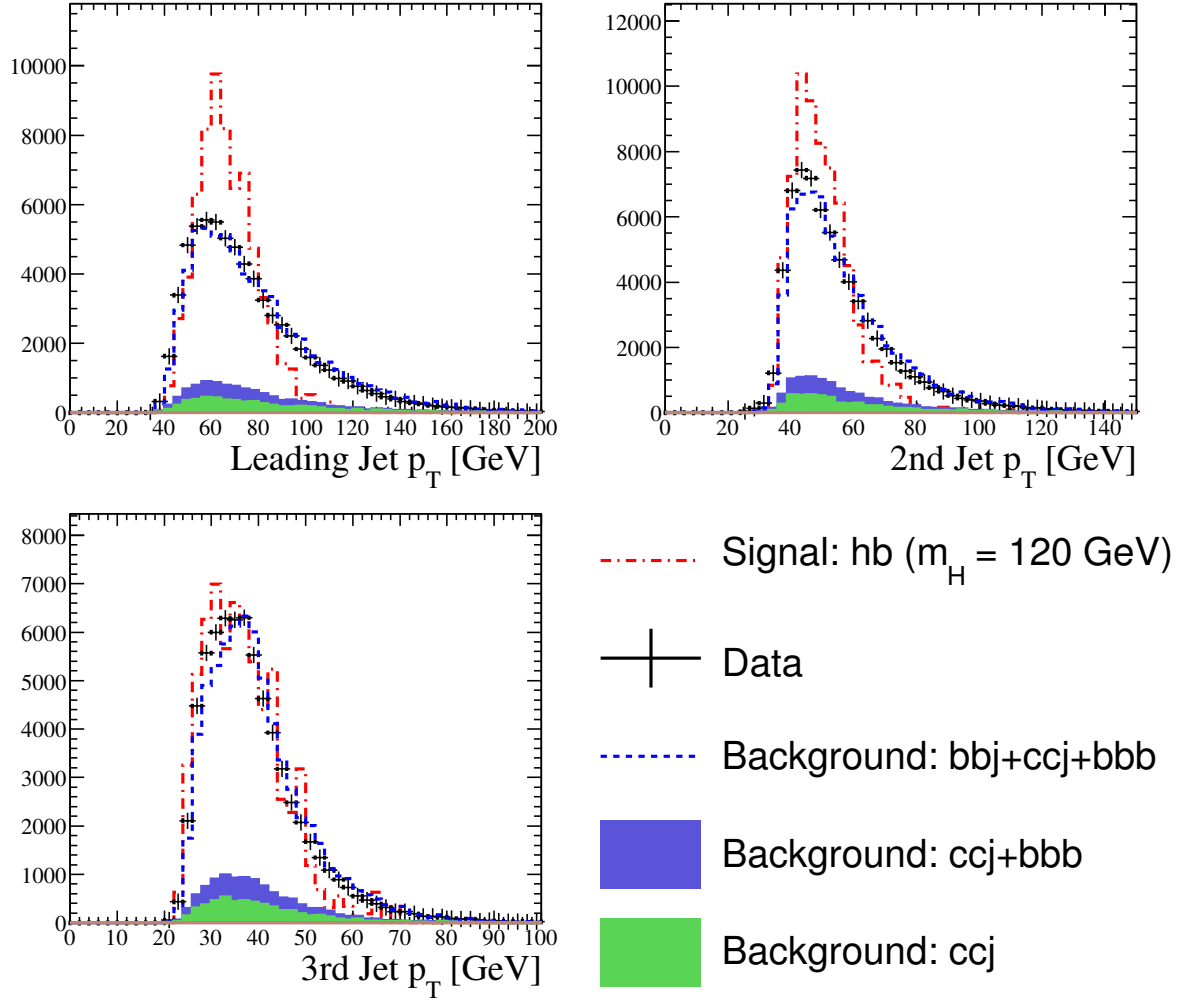 10000
8000
6000
4000
2000
0
0 20 40 60 80 100 120 140 160 180 200
Leading Jet p_T [GeV]
12000
10000
8000
6000
4000
2000
0
0 20 40 60 80 100 120 140
2nd Jet p_T [GeV]
8000
7000
6000
5000
4000
3000
2000
1000
0
0 10 20 30 40 50 60 70 80 90 100
3rd Jet p_T [GeV]
Signal: hb (m_H = 120 GeV)
Data
Background: bbj+ccj+bbb
Background: ccj+bbb
Background: ccj